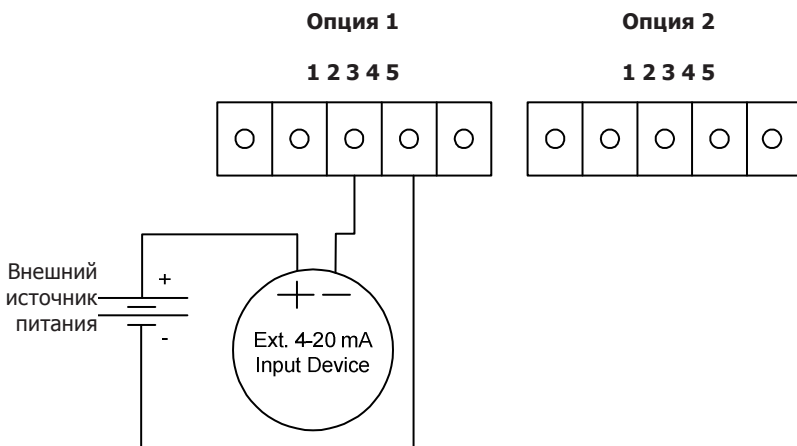 Опция 1
Опция 2
1 2 3 4 5
1 2 3 4 5
Внешний
источник
питания
+
-
+ −
Ext. 4-20 mA
Input Device